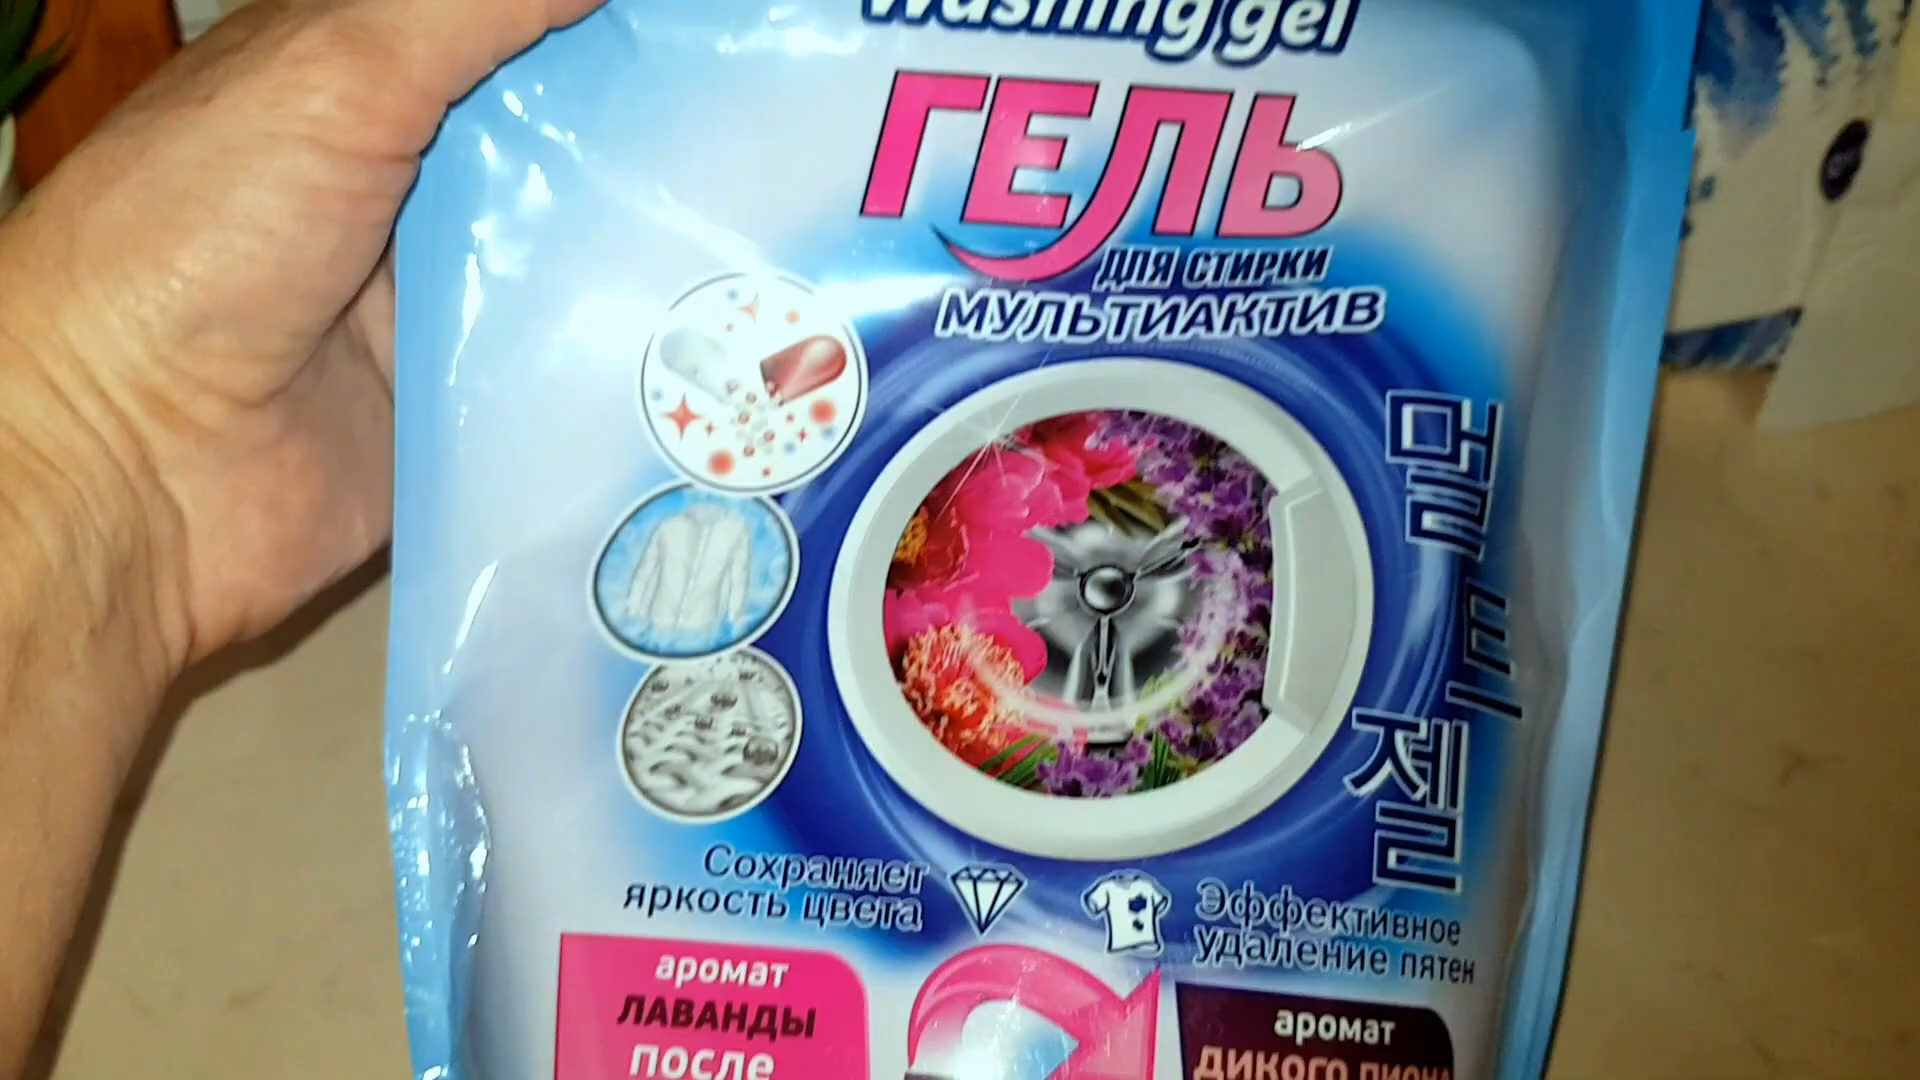 Washing gel
ГЕЛЬ
ДЛЯ СТИРКИ
МУЛЬТИАКТИВ
멀
티
젤
Сохраняет
яркость цвета
Эффективное
удаление пятен
аромат
ЛАВАНДЫ
после
аромат
ДИКОГО ПИОНА